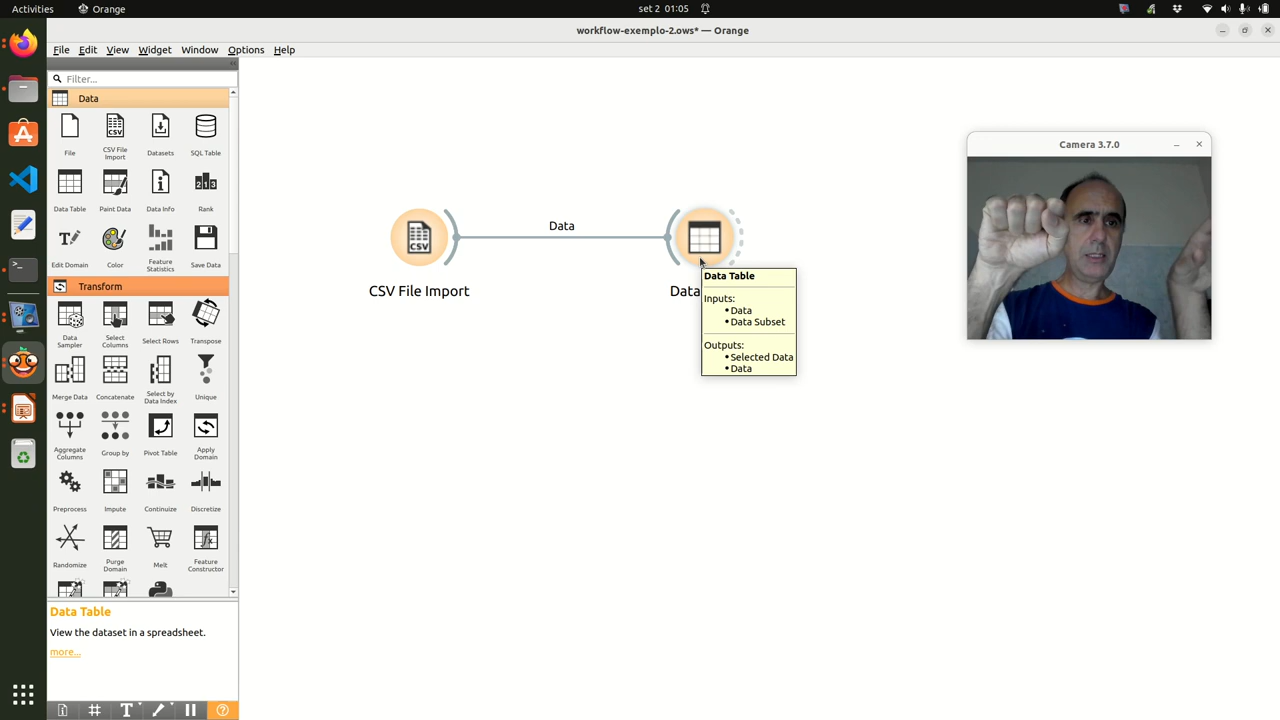 Activities
Orange
set 2 01:05
workflow-exemplo-2.ows* — Orange
File Edit View Widget Window Options Help
Filter...
Data
File
CSV File Import
Datasets
SQL Table
CSV
Data Table
Paint Data
Data Info
Rank
Edit Domain
Color
Feature Statistics
Save Data
Transform
Data Sampler
Select Columns
Select Rows
Transpose
Merge Data
Concatenate
Select by Data Index
Unique
Aggregate Columns
Group by
Pivot Table
Apply Domain
Preprocess
Impute
Continuize
Discretize
Randomize
Purge Domain
Melt
Feature Constructor
Data Table
View the dataset in a spreadsheet.
more...
CSV
CSV File Import
Data
Data
Data Table
Inputs:
• Data
• Data Subset
Outputs:
• Selected Data
• Data
Camera 3.7.0